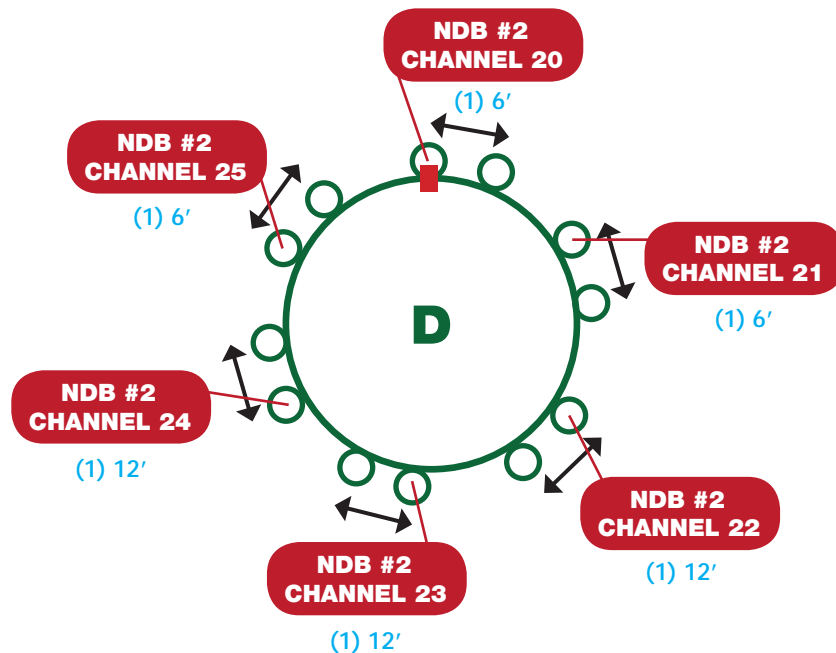 NDB #2
CHANNEL 20
(1) 6′
NDB #2
CHANNEL 25
(1) 6′
NDB #2
CHANNEL 21
(1) 6′
D
NDB #2
CHANNEL 24
(1) 12′
NDB #2
CHANNEL 22
(1) 12′
NDB #2
CHANNEL 23
(1) 12′